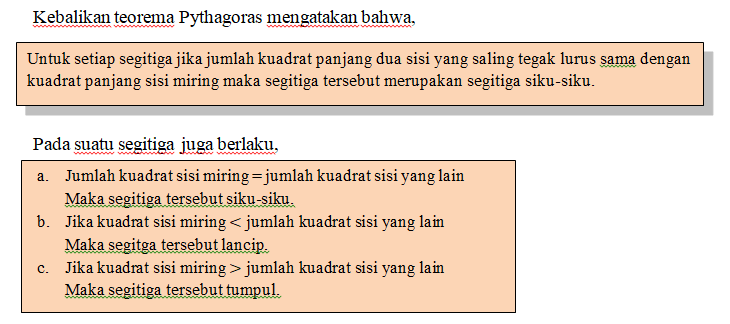 Kebalikan teorema Pythagoras mengatakan bahwa,
Untuk setiap segitiga jika jumlah kuadrat panjang dua sisi yang saling tegak lurus sama dengan
kuadrat panjang sisi miring maka segitiga tersebut merupakan segitiga siku-siku.
Pada suatu segitiga juga berlaku,
a. Jumlah kuadrat sisi miring = jumlah kuadrat sisi yang lain
Maka segitiga tersebut siku-siku.
b. Jika kuadrat sisi miring < jumlah kuadrat sisi yang lain
Maka segitga tersebut lancip.
c. Jika kuadrat sisi miring > jumlah kuadrat sisi yang lain
Maka segitiga tersebut tumpul.